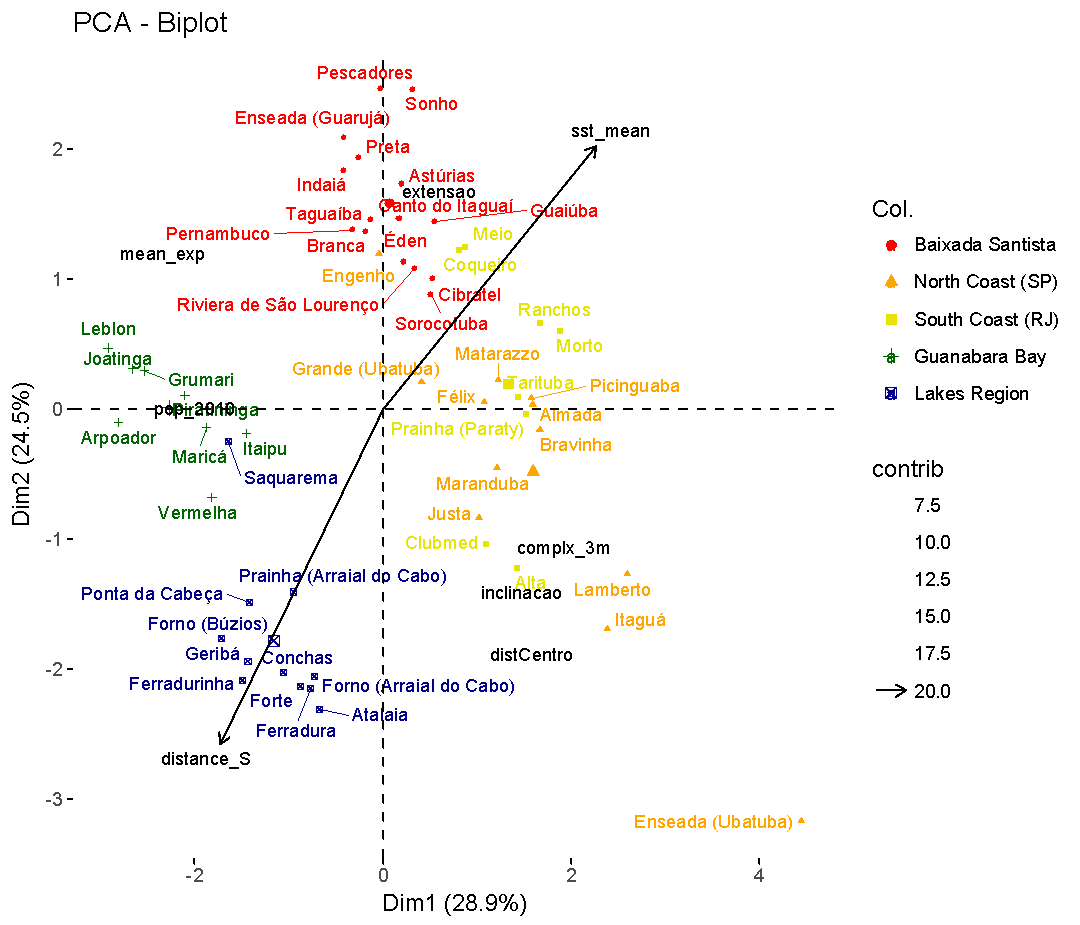 PCA - Biplot
Pescadores
Sonho
Enseada (Guarujá)
sst_mean
Preta
Indaiá
Astúrias
extensao
Canto do Itaguaí
Guaiúba
Taguaíba
Pernambuco
Branca
Éden
Meio
mean_exp
Coqueiro
Engenho
Riviera de São Lourenço
Cibratel
Sorocotuba
Ranchos
Morto
Leblon
Joatinga
Grumari
Matarazzo
Grande (Ubatuba)
Tarituba
Picinguaba
Félix
pop_2010
Piratininga
Almada
Prainha (Paraty)
Bravinha
Arpoador
Maricá
Itaipu
Saquarema
Maranduba
Vermelha
Justa
Clubmed
complx_3m
Prainha (Arraial do Cabo)
Alta
inclinacao
Lamberto
Ponta da Cabeça
Itaguá
Forno (Búzios)
Geribá
Conchas
distCentro
Ferradurinha
Forno (Arraial do Cabo)
Forte
Atalaia
Ferradura
distance_S
Enseada (Ubatuba)
2
1
0
-1
-2
-3
-2
0
2
4
Dim1 (28.9%)
Dim2 (24.5%)
Col.
Baixada Santista
North Coast (SP)
South Coast (RJ)
Guanabara Bay
Lakes Region
contrib
7.5
10.0
12.5
15.0
17.5
20.0